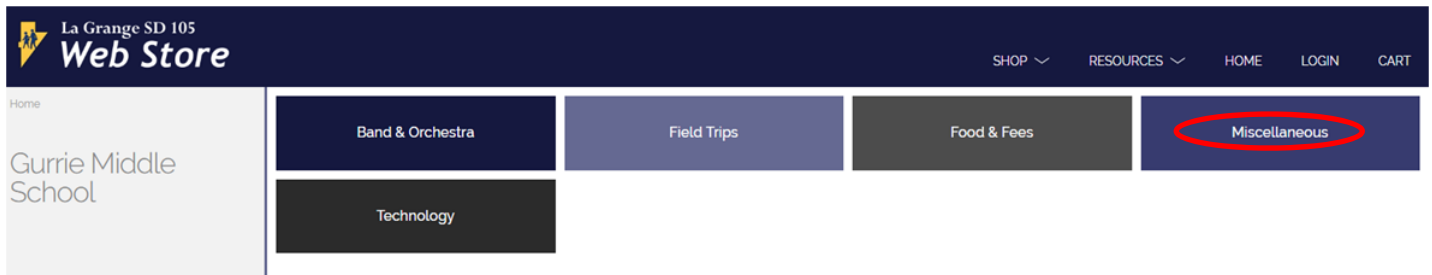 La Grange SD 105
Web Store
SHOP RESOURCES HOME LOGIN CART
Home
Gurrie Middle
School
Band & Orchestra
Field Trips
Food & Fees
Miscellaneous
Technology